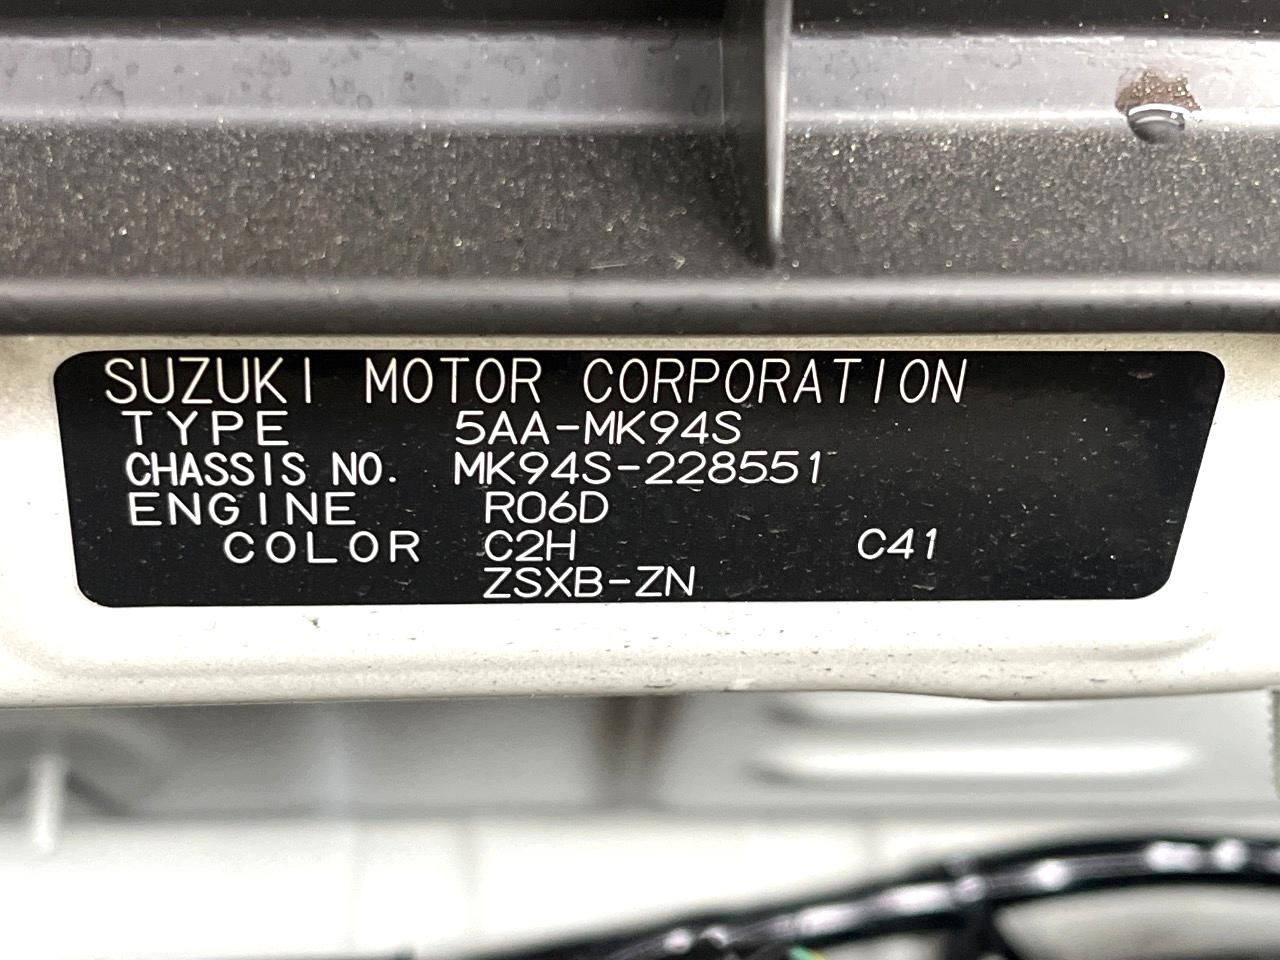 SUZUKI MOTOR CORPORATION
TYPE 5AA-MK94S
CHASSIS NO. MK94S-228551
ENGINE R06D
COLOR C2H C41
ZSXB-ZN